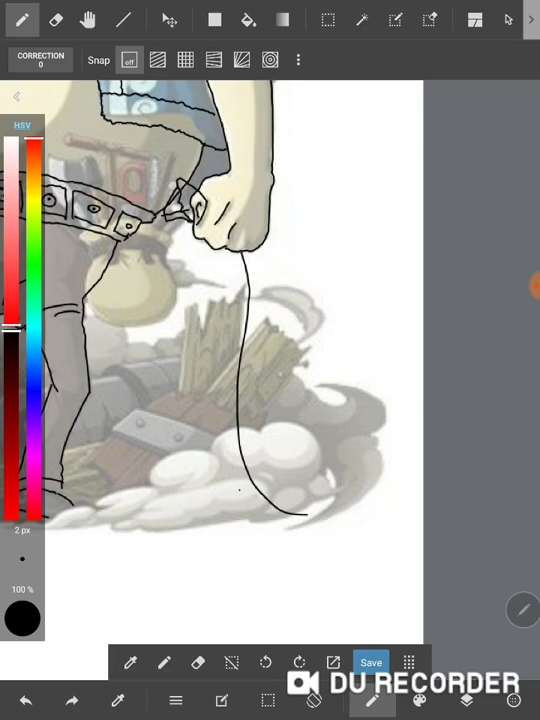 CORRECTION
0
Snap
off
HSV
2 px
100 %
Save
DU RECORDER